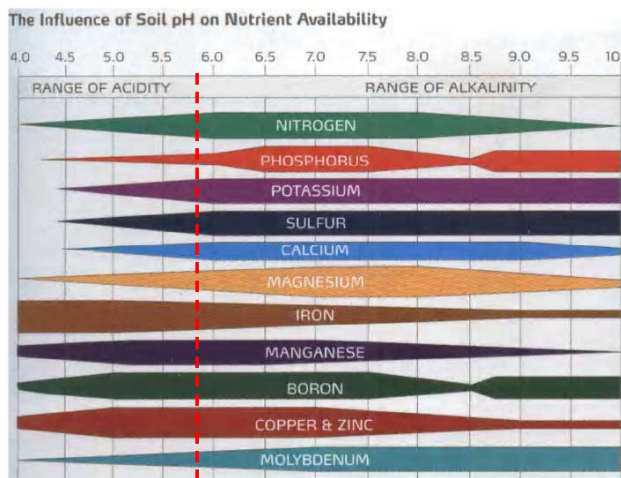 The Influence of Soil pH on Nutrient Availability
4.0 4.5 5.0 5.5 6.0 6.5 7.0 7.5 8.0 8.5 9.0 9.5 10
RANGE OF ACIDITY RANGE OF ALKALINITY
NITROGEN
PHOSPHORUS
POTASSIUM
SULFUR
CALCIUM
MAGNESIUM
IRON
MANGANESE
BORON
COPPER & ZINC
MOLYBDENUM